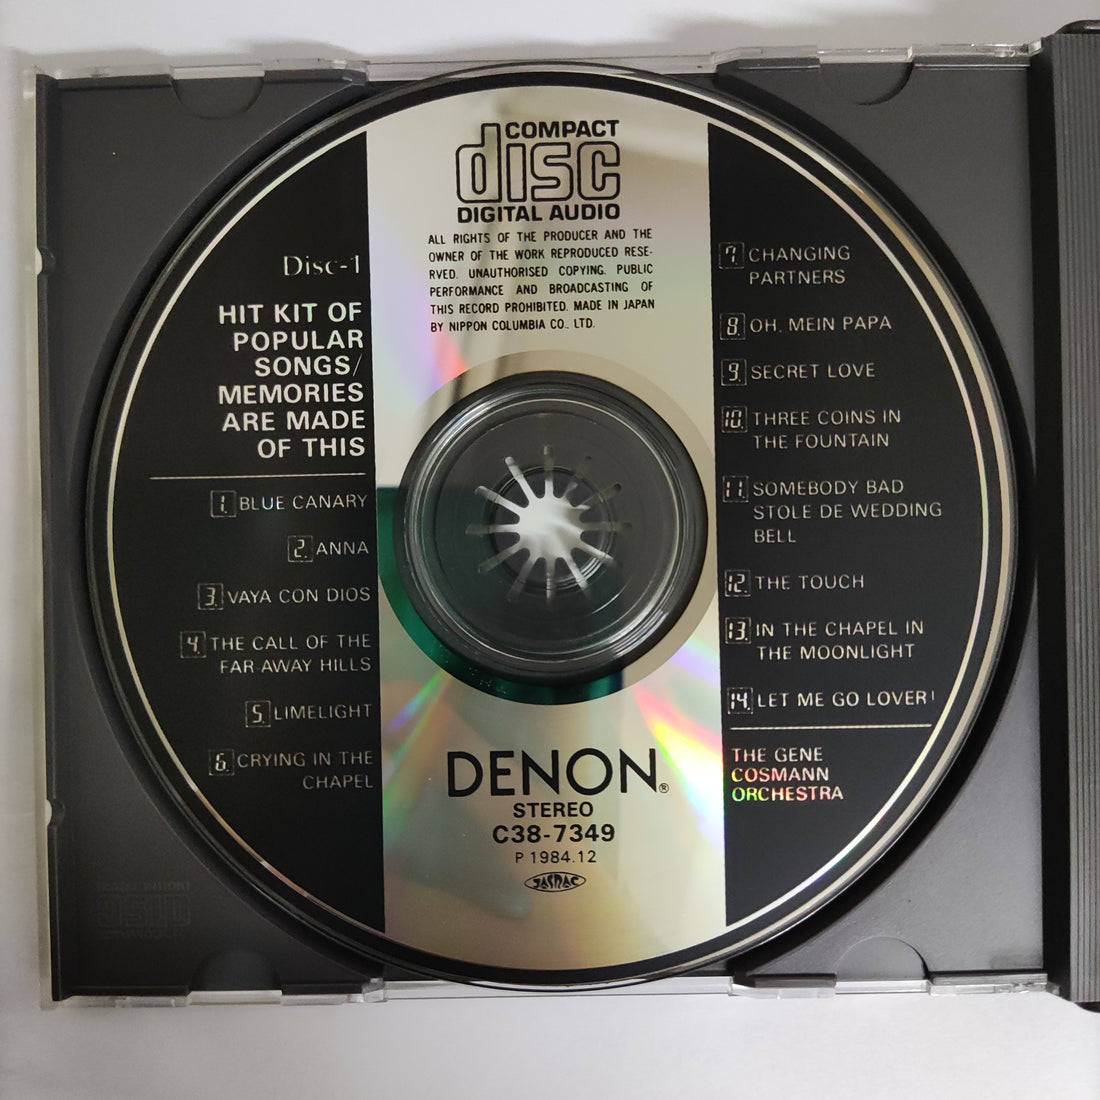 COMPACT
disc
DIGITAL AUDIO
ALL RIGHTS OF THE PRODUCER AND THE
OWNER OF THE WORK REPRODUCED RESE-
RVED. UNAUTHORISED COPYING. PUBLIC
PERFORMANCE AND BROADCASTING OF
THIS RECORD PROHIBITED. MADE IN JAPAN
BY NIPPON COLUMBIA CO., LTD.
Disc-1
HIT KIT OF
POPULAR
SONGS/
MEMORIES
ARE MADE
OF THIS
1. BLUE CANARY
2. ANNA
3. VAYA CON DIOS
4. THE CALL OF THE
FAR-AWAY HILLS
5. LIMELIGHT
6. CRYING IN THE
CHAPEL
7. CHANGING
PARTNERS
8. OH, MEIN PAPA
9. SECRET LOVE
10. THREE COINS IN
THE FOUNTAIN
11. SOMEBODY BAD
STOLE DE WEDDING
BELL
12. THE TOUCH
13. IN THE CHAPEL IN
THE MOONLIGHT
14. LET ME GO LOVER!
THE GENE
COSMANN
ORCHESTRA
DENON®
STEREO
C38-7349
P 1984.12
JASRAC